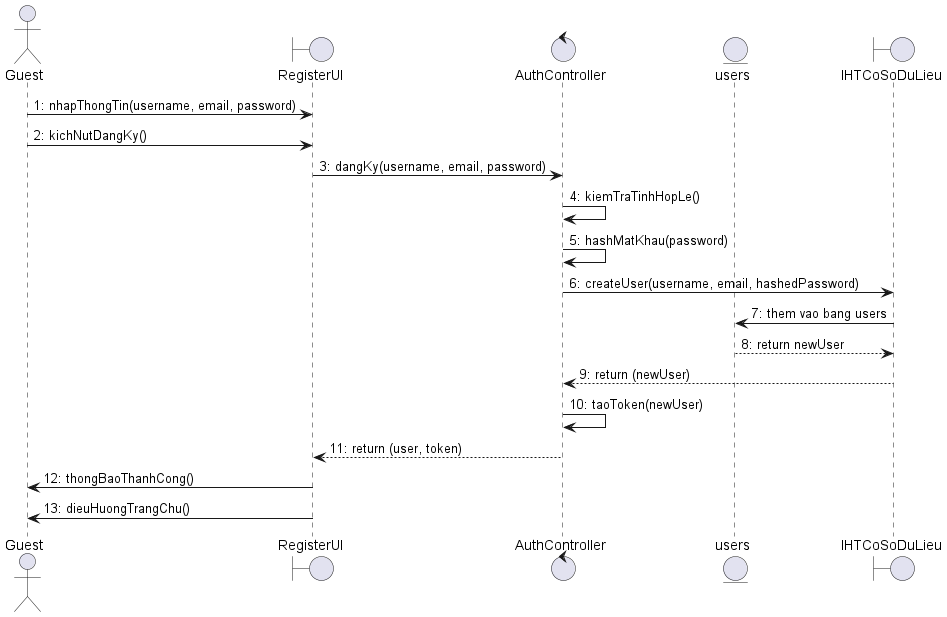 Guest
RegisterUI
AuthController
users
IHTCoSoDuLieu
1: nhapThongTin(username, email, password)
2: kichNutDangKy()
3: dangKy(username, email, password)
4: kiemTraTinhHopLe()
5: hashMatKhau(password)
6: createUser(username, email, hashedPassword)
7: them vao bang users
8: return newUser
9: return (newUser)
10: taoToken(newUser)
11: return (user, token)
12: thongBaoThanhCong()
13: dieuHuongTrangChu()
Guest
RegisterUI
AuthController
users
IHTCoSoDuLieu